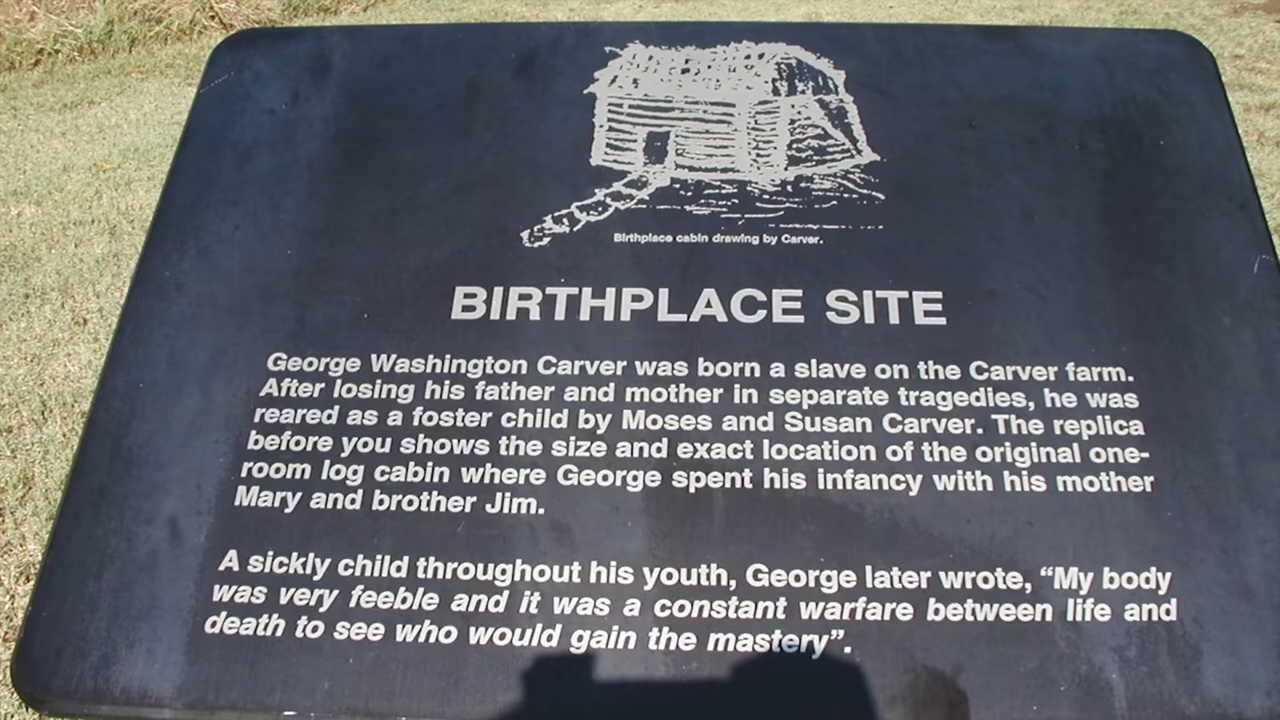 Birthplace cabin drawing by Carver.
BIRTHPLACE SITE
George Washington Carver was born a slave on the Carver farm.
After losing his father and mother in separate tragedies, he was
reared as a foster child by Moses and Susan Carver. The replica
before you shows the size and exact location of the original one-
room log cabin where George spent his infancy with his mother
Mary and brother Jim.
A sickly child throughout his youth, George later wrote, “My body
was very feeble and it was a constant warfare between life and
death to see who would gain the mastery”.